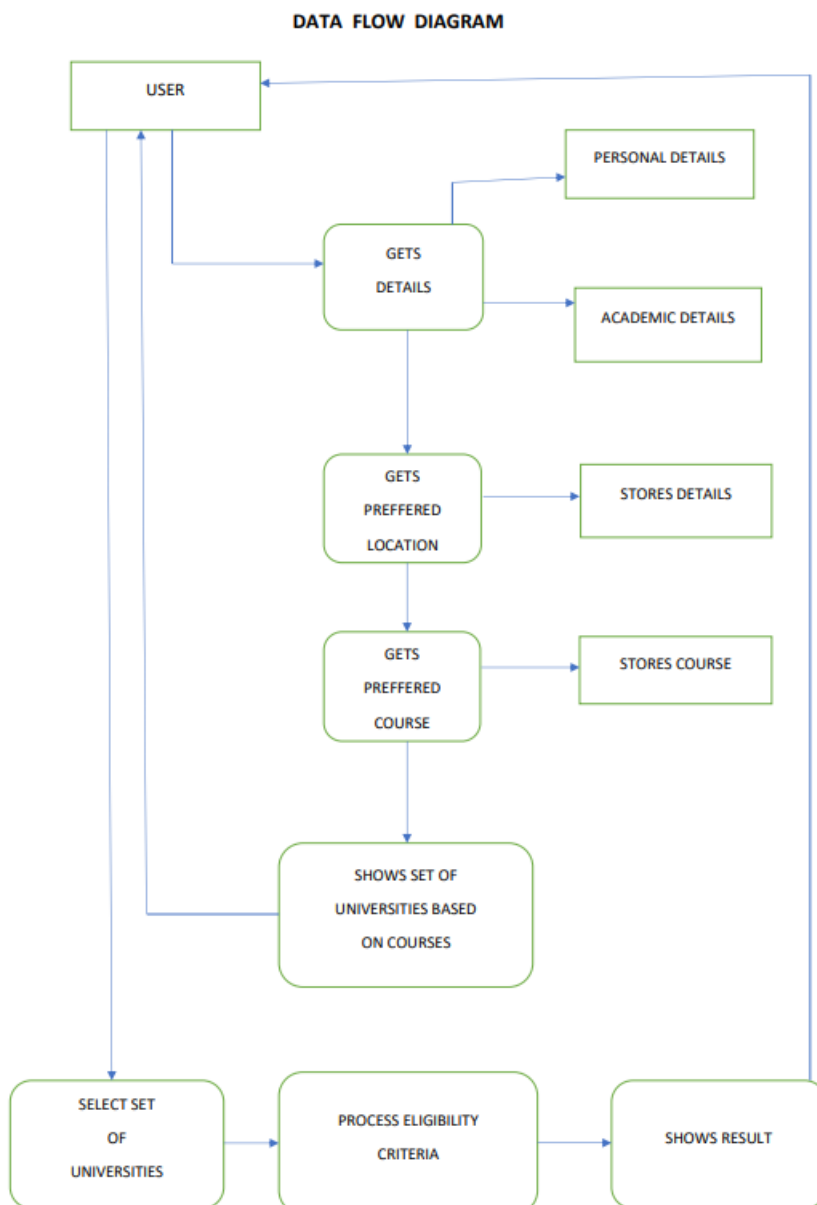 DATA FLOW DIAGRAM
USER
PERSONAL DETAILS
GETS
DETAILS
ACADEMIC DETAILS
GETS
PREFFERED
LOCATION
STORES DETAILS
GETS
PREFFERED
COURSE
STORES COURSE
SHOWS SET OF
UNIVERSITIES BASED
ON COURSES
SELECT SET
OF
UNIVERSITIES
PROCESS ELIGIBILITY
CRITERIA
SHOWS RESULT